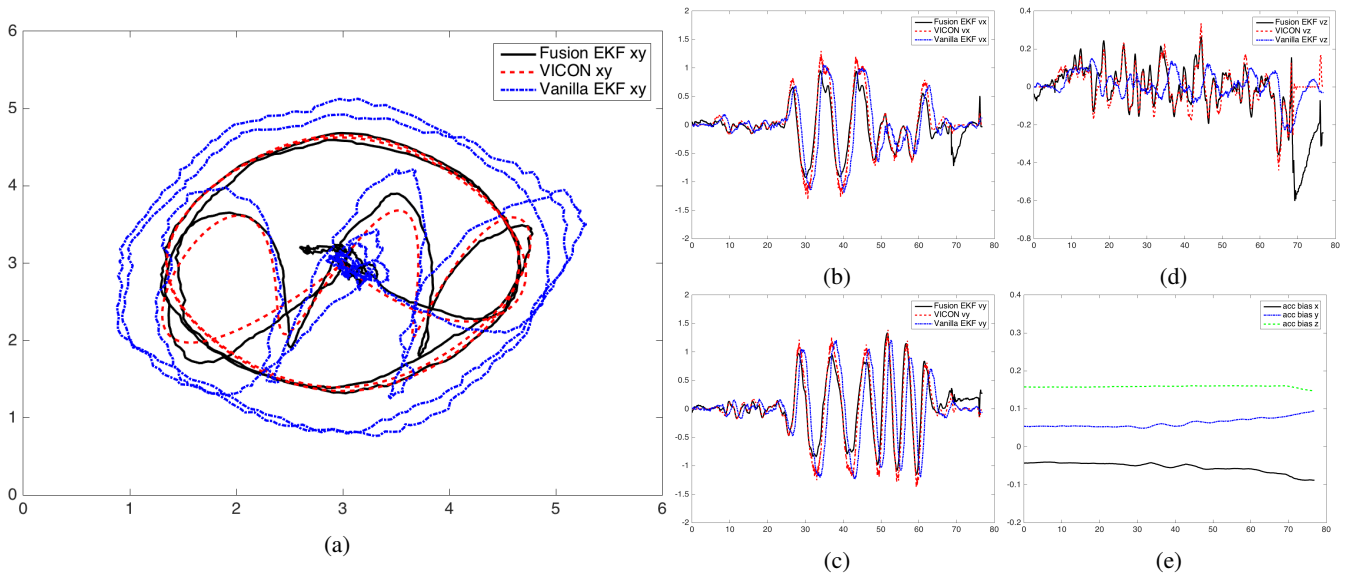 6
5
4
3
2
1
0
0 1 2 3 4 5 6
Fusion EKF xy
VICON xy
Vanilla EKF xy
(a)
2
1.5
1
0.5
0
-0.5
-1
-1.5
-2
0 10 20 30 40 50 60 70 80
Fusion EKF vx
VICON vx
Vanilla EKF vx
(b)
0.4
0.2
0
-0.2
-0.4
-0.6
-0.8
0 10 20 30 40 50 60 70 80
Fusion EKF vz
VICON vz
Vanilla EKF vz
(d)
2
1.5
1
0.5
0
-0.5
-1
-1.5
-2
0 10 20 30 40 50 60 70 80
Fusion EKF vy
VICON vy
Vanilla EKF vy
(c)
0.4
0.3
0.2
0.1
0
-0.1
-0.2
0 10 20 30 40 50 60 70 80
acc bias x
acc bias y
acc bias z
(e)